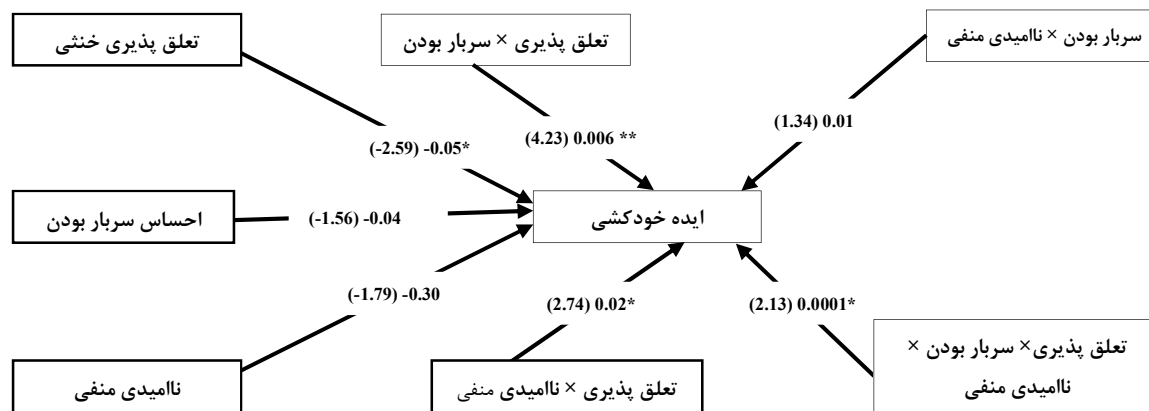 تعلق پذیری خنثی
تعلق پذیری × سربار بودن
سربار بودن × ناامیدی منفی
(-2.59) -0.05*
(4.23) 0.006 **
(1.34) 0.01
احساس سربار بودن
(-1.56) -0.04
ایده خودکشی
(-1.79) -0.30
(2.74) 0.02*
(2.13) 0.0001*
ناامیدی منفی
تعلق پذیری × ناامیدی منفی
تعلق پذیری× سربار بودن ×
ناامیدی منفی